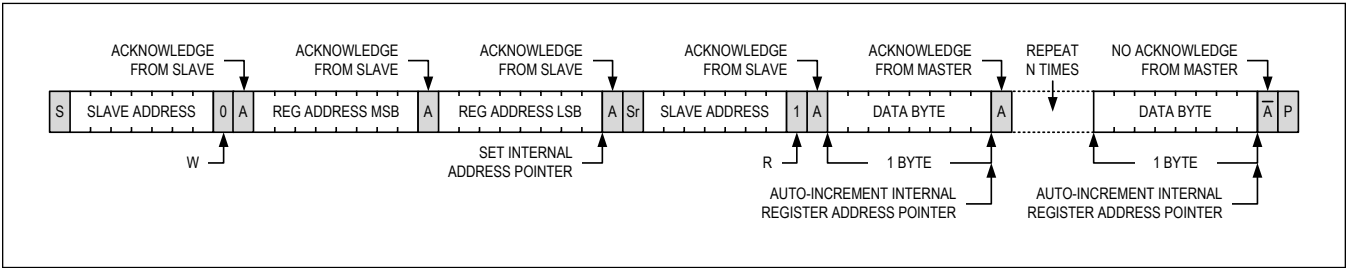 ACKNOWLEDGE
FROM SLAVE
ACKNOWLEDGE
FROM SLAVE
ACKNOWLEDGE
FROM SLAVE
ACKNOWLEDGE
FROM SLAVE
ACKNOWLEDGE
FROM MASTER
REPEAT
N TIMES
NO ACKNOWLEDGE
FROM MASTER
S SLAVE ADDRESS 0 A REG ADDRESS MSB A REG ADDRESS LSB A Sr SLAVE ADDRESS 1 A DATA BYTE A DATA BYTE A̅ P
W
SET INTERNAL
ADDRESS POINTER
R
1 BYTE
1 BYTE
AUTO-INCREMENT INTERNAL
REGISTER ADDRESS POINTER
AUTO-INCREMENT INTERNAL
REGISTER ADDRESS POINTER